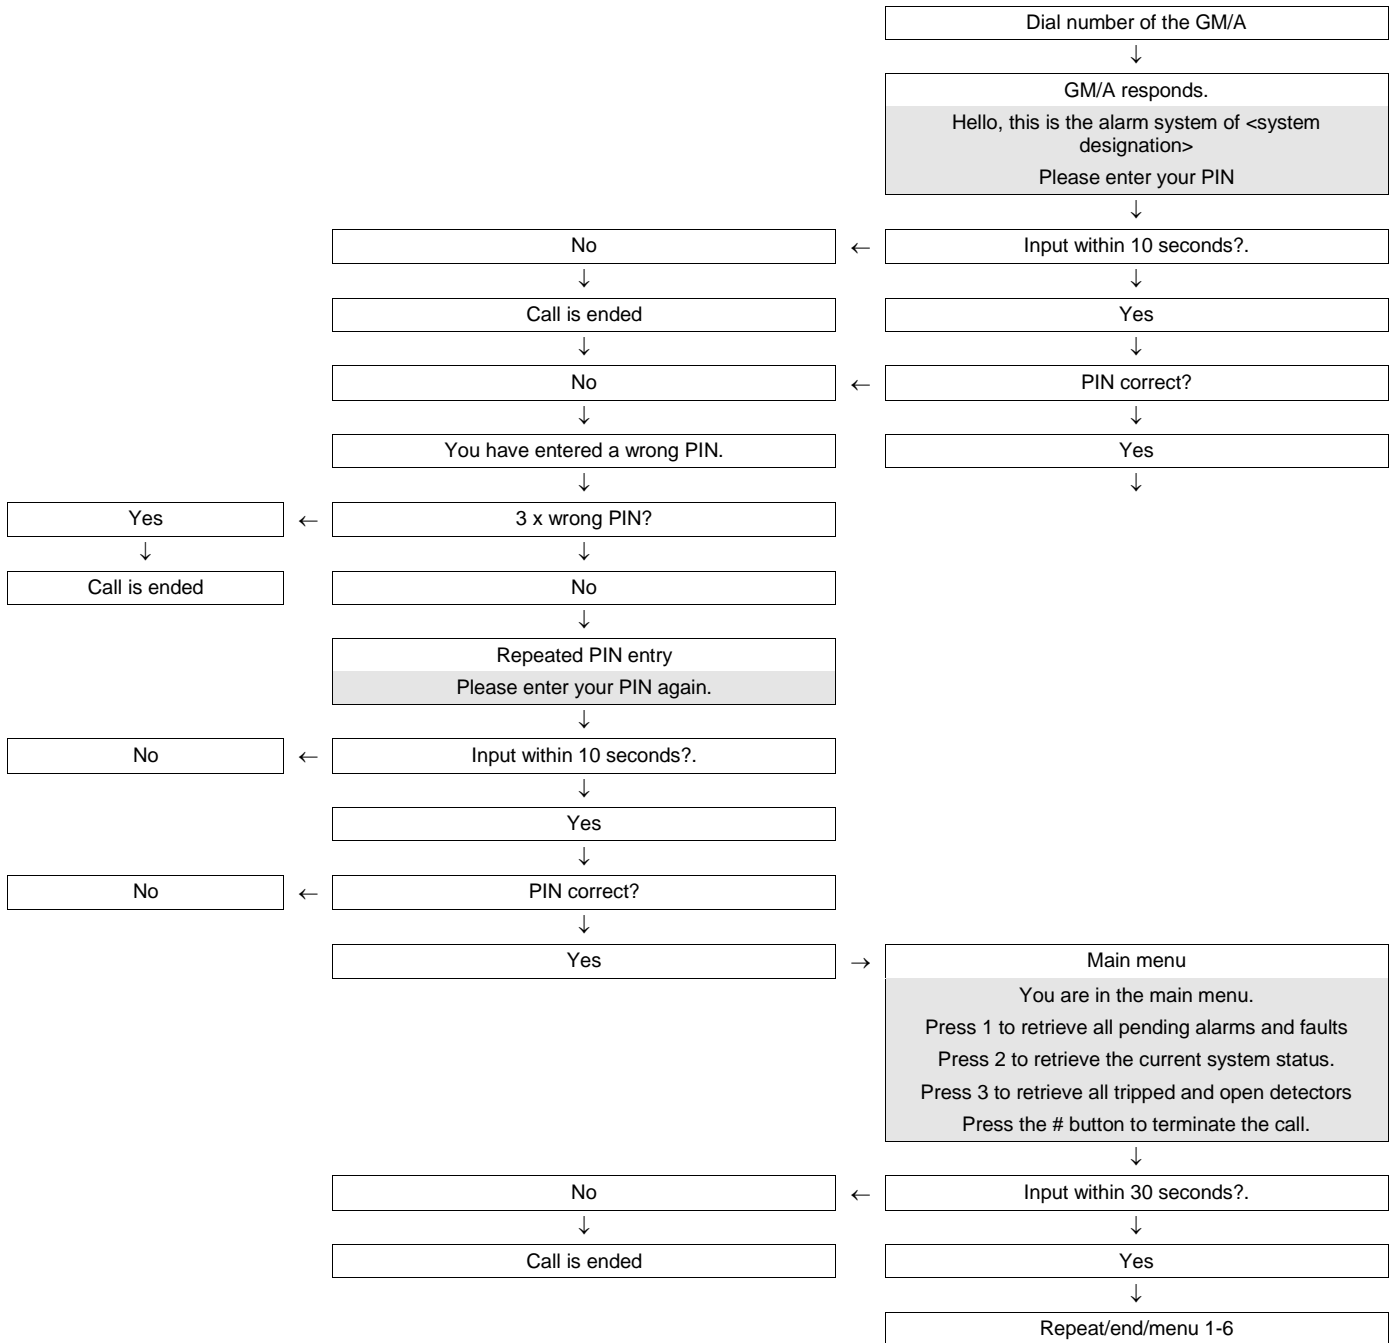 Dial number of the GM/A
↓
GM/A responds.
Hello, this is the alarm system of <system
designation>
Please enter your PIN
↓
No ← Input within 10 seconds?.
↓ ↓
Call is ended Yes
↓ ↓
No ← PIN correct?
↓ ↓
You have entered a wrong PIN. Yes
↓ ↓
Yes ← 3 x wrong PIN?
↓ ↓
Call is ended No
↓
Repeated PIN entry
Please enter your PIN again.
↓
No ← Input within 10 seconds?.
↓
Yes
↓
No ← PIN correct?
↓
Yes → Main menu
You are in the main menu.
Press 1 to retrieve all pending alarms and faults
Press 2 to retrieve the current system status.
Press 3 to retrieve all tripped and open detectors
Press the # button to terminate the call.
↓
No ← Input within 30 seconds?.
↓ ↓
Call is ended Yes
↓
Repeat/end/menu 1-6